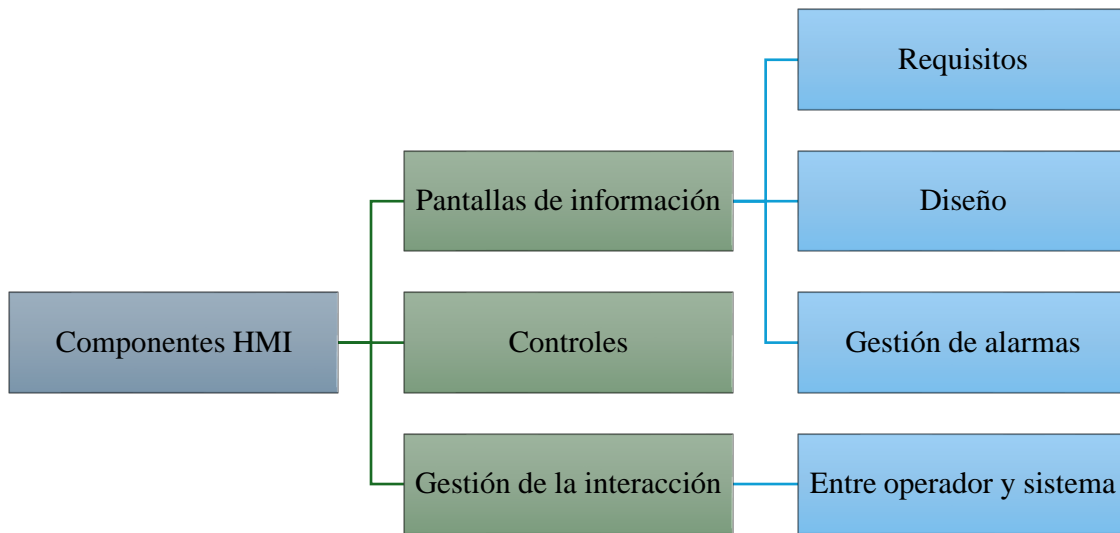 Componentes HMI
Pantallas de información
Requisitos
Diseño
Gestión de alarmas
Controles
Gestión de la interacción
Entre operador y sistema